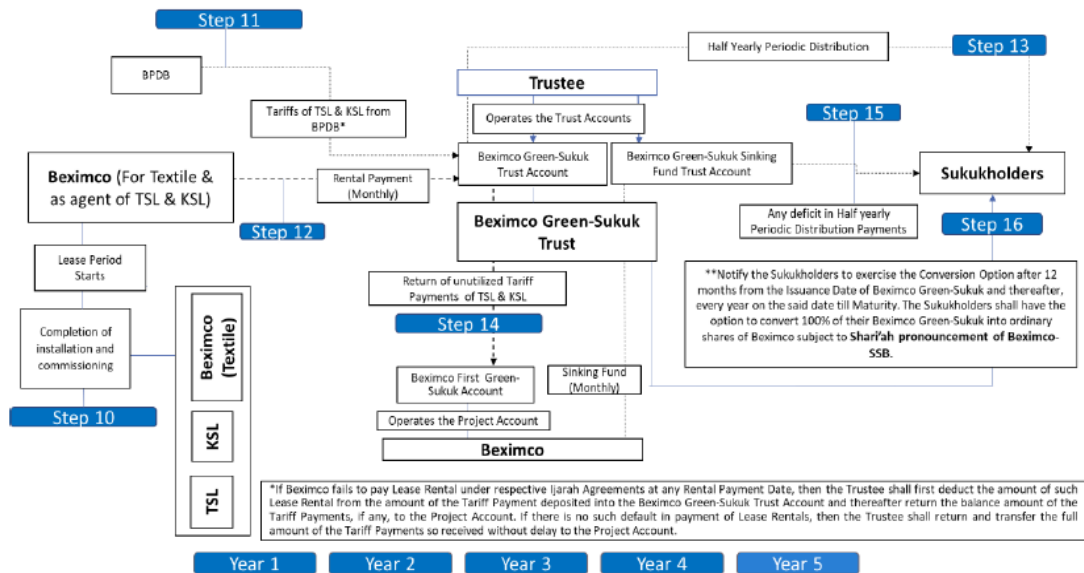 Step 11
Half Yearly Periodic Distribution
Step 13
BPDB
Trustee
Tariffs of TSL & KSL from
BPDB*
Operates the Trust Accounts
Step 15
Beximco (For Textile &
as agent of TSL & KSL)
Rental Payment
(Monthly)
Beximco Green-Sukuk
Trust Account
Beximco Green-Sukuk Sinking
Fund Trust Account
Sukukholders
Step 12
Beximco Green-Sukuk
Trust
Any deficit in Half yearly
Periodic Distribution Payments
Step 16
Lease Period
Starts
Return of unutilized Tariff
Payments of TSL & KSL
**Notify the Sukukholders to exercise the Conversion Option after 12
months from the Issuance Date of Beximco Green-Sukuk and thereafter,
every year on the said date till Maturity. The Sukukholders shall have the
option to convert 100% of their Beximco Green-Sukuk into ordinary
shares of Beximco subject to Shari'ah pronouncement of Beximco-
SSB.
Completion of
installation and
commissioning
Step 14
Beximco
(Textile)
KSL
TSL
Step 10
Beximco First Green-
Sukuk Account
Sinking Fund
(Monthly)
Operates the Project Account
Beximco
*If Beximco fails to pay Lease Rental under respective Ijarah Agreements at any Rental Payment Date, then the Trustee shall first deduct the amount of such
Lease Rental from the amount of the Tariff Payment deposited into the Beximco Green-Sukuk Trust Account and thereafter return the balance amount of the
Tariff Payments, if any, to the Project Account. If there is no such default in payment of Lease Rentals, then the Trustee shall return and transfer the full
amount of the Tariff Payments so received without delay to the Project Account.
Year 1
Year 2
Year 3
Year 4
Year 5